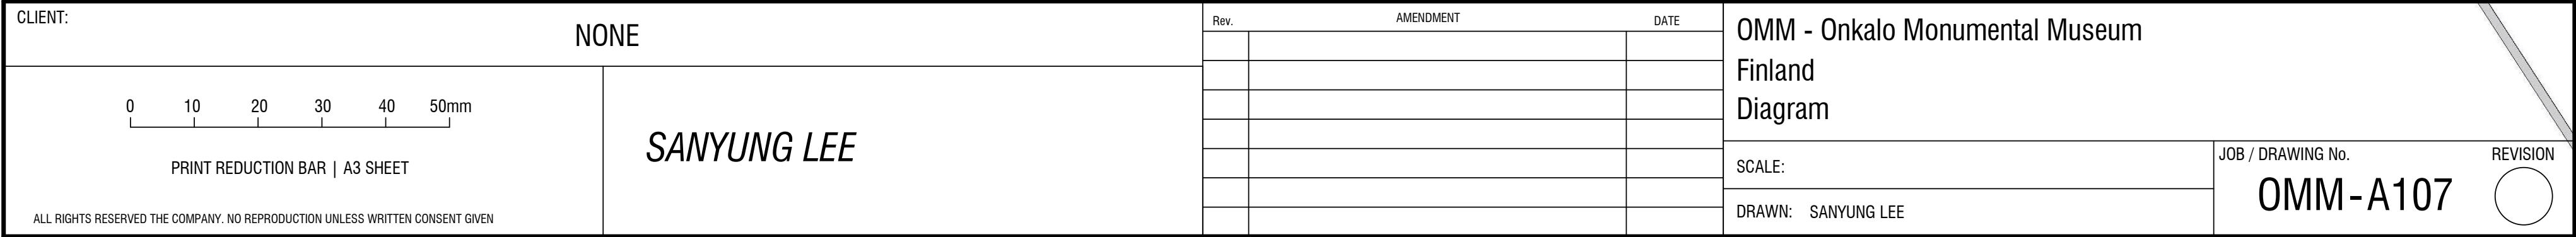 CLIENT:
NONE
0 10 20 30 40 50mm
PRINT REDUCTION BAR | A3 SHEET
ALL RIGHTS RESERVED THE COMPANY. NO REPRODUCTION UNLESS WRITTEN CONSENT GIVEN
SANYUNG LEE
Rev. AMENDMENT DATE
OMM - Onkalo Monumental Museum
Finland
Diagram
SCALE:
DRAWN: SANYUNG LEE
JOB / DRAWING No. REVISION
OMM-A107